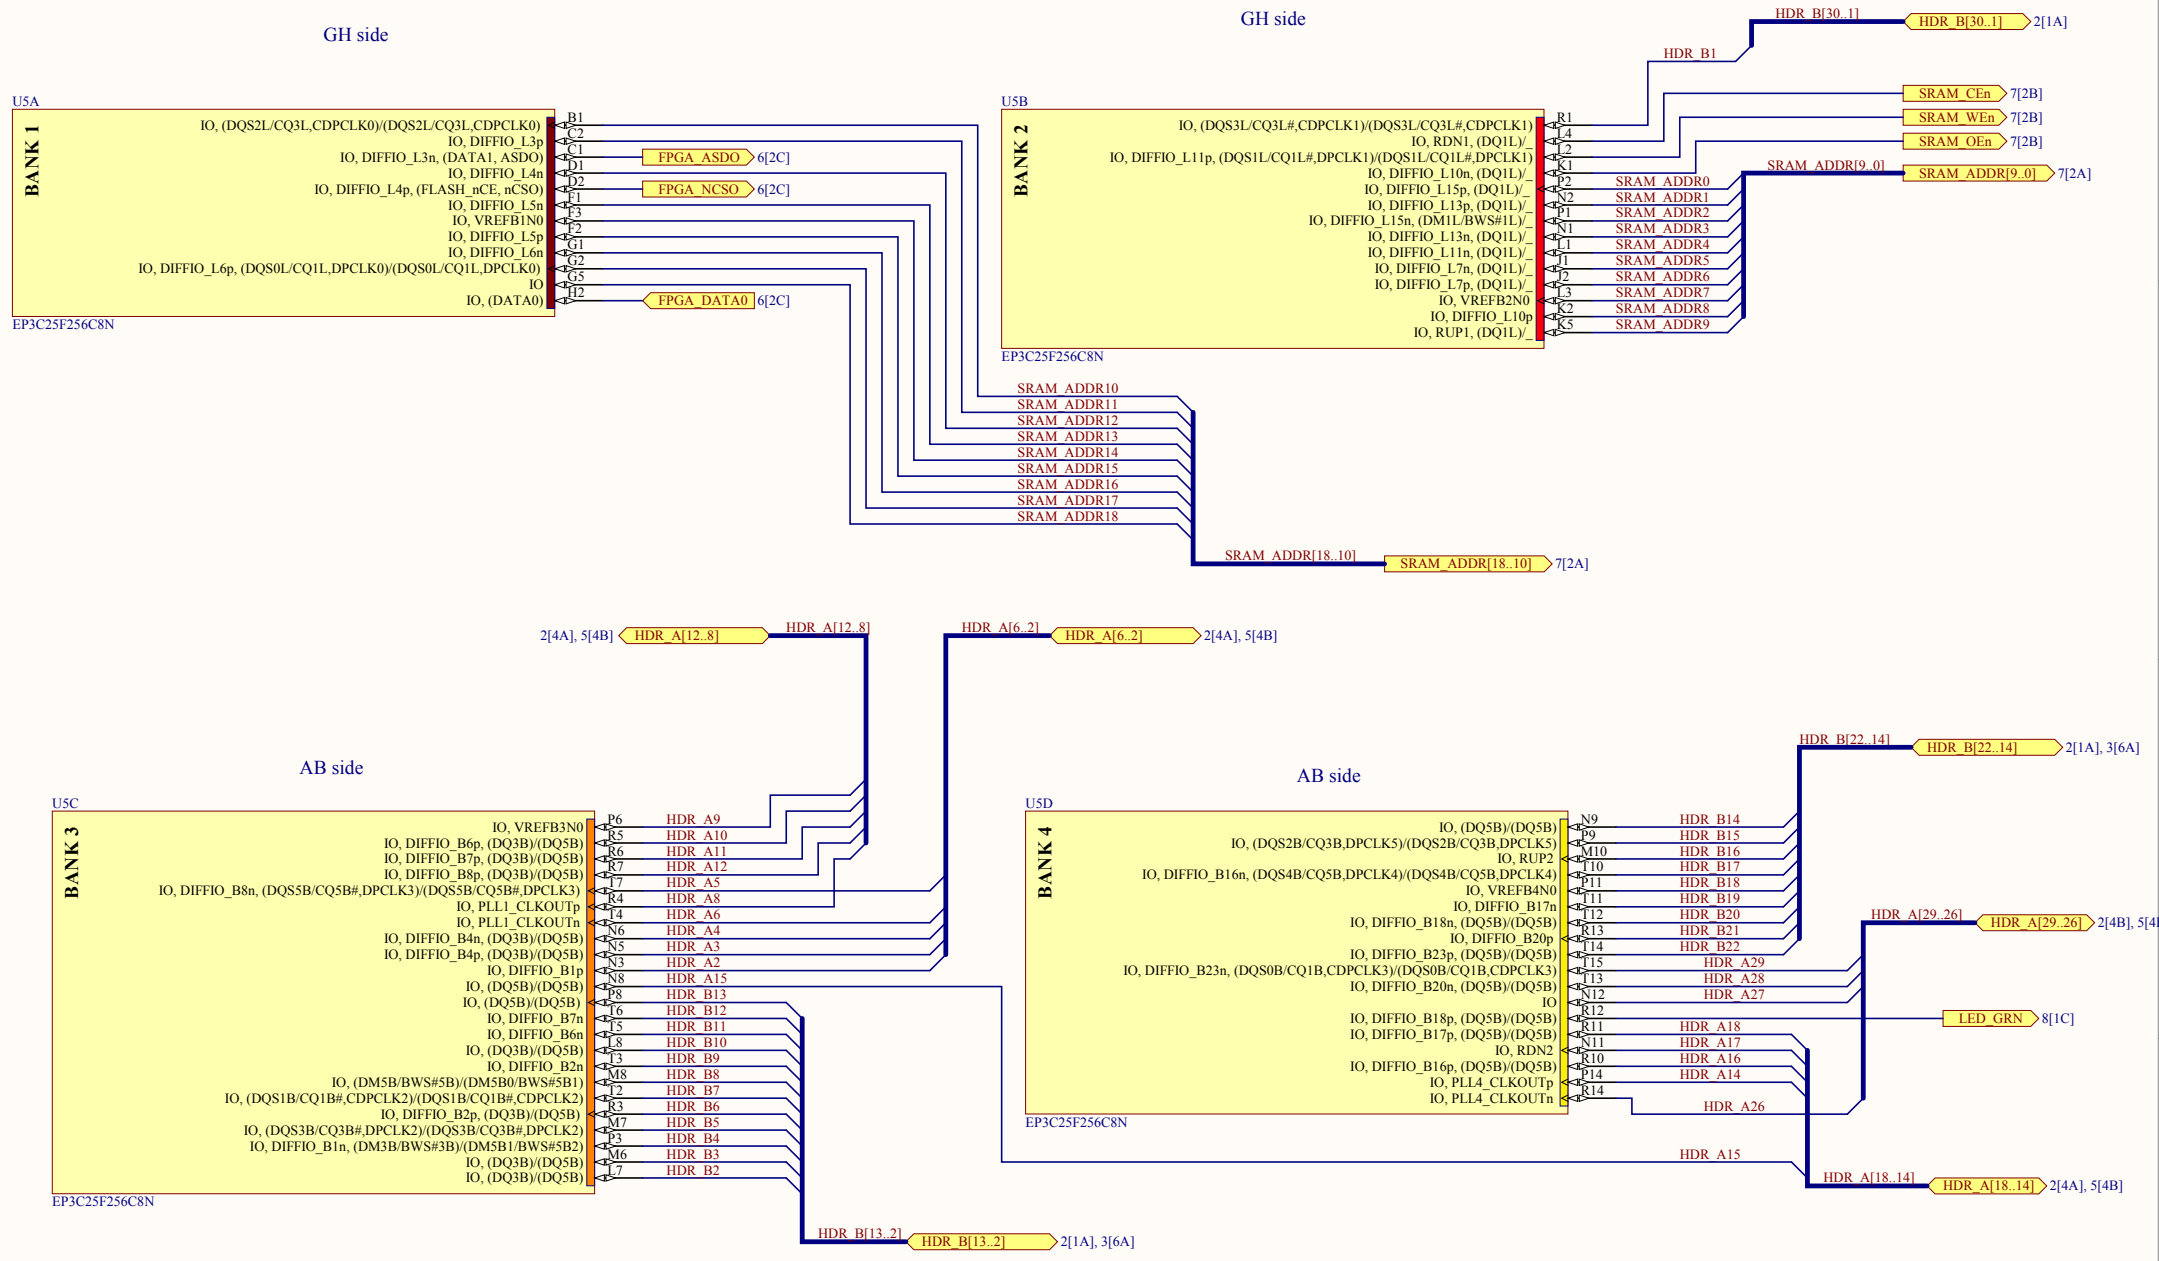 GH side
GH side
HDR_B[30..1]
HDR_B[30..1] 2[1A]
HDR_B1
U5A
BANK 1
IO, (DQS2L/CQ3L,CDPCLK0)/(DQS2L/CQ3L,CDPCLK0) B1
IO, DIFFIO_L3p C2
IO, DIFFIO_L3n, (DATA1, ASDO) C1 FPGA_ASDO 6[2C]
IO, DIFFIO_L4n D1
IO, DIFFIO_L4p, (FLASH_nCE, nCSO) D2 FPGA_NCSO 6[2C]
IO, DIFFIO_L5n F1
IO, VREFB1N0 F3
IO, DIFFIO_L5p F2
IO, DIFFIO_L6n G1
IO, DIFFIO_L6p, (DQS0L/CQ1L,DPCLK0)/(DQS0L/CQ1L,DPCLK0) G2
IO G5
IO, (DATA0) H2 FPGA_DATA0 6[2C]
EP3C25F256C8N
U5B
BANK 2
IO, (DQS3L/CQ3L#,CDPCLK1)/(DQS3L/CQ3L#,CDPCLK1) R1
IO, RDN1, (DQ1L)/_ L4
IO, DIFFIO_L11p, (DQS1L/CQ1L#,DPCLK1)/(DQS1L/CQ1L#,DPCLK1) L2
IO, DIFFIO_L10n, (DQ1L)/_ K1
IO, DIFFIO_L15p, (DQ1L)/_ P2 SRAM_ADDR0
IO, DIFFIO_L13p, (DQ1L)/_ N2 SRAM_ADDR1
IO, DIFFIO_L15n, (DM1L/BWS#1L)/_ P1 SRAM_ADDR2
IO, DIFFIO_L13n, (DQ1L)/_ N1 SRAM_ADDR3
IO, DIFFIO_L11n, (DQ1L)/_ L1 SRAM_ADDR4
IO, DIFFIO_L7n, (DQ1L)/_ J1 SRAM_ADDR5
IO, DIFFIO_L7p, (DQ1L)/_ J2 SRAM_ADDR6
IO, VREFB2N0 L3 SRAM_ADDR7
IO, DIFFIO_L10p K2 SRAM_ADDR8
IO, RUP1, (DQ1L)/_ K5 SRAM_ADDR9
EP3C25F256C8N
SRAM_CEn 7[2B]
SRAM_WEn 7[2B]
SRAM_OEn 7[2B]
SRAM_ADDR[9..0]
SRAM_ADDR[9..0] 7[2A]
SRAM_ADDR10
SRAM_ADDR11
SRAM_ADDR12
SRAM_ADDR13
SRAM_ADDR14
SRAM_ADDR15
SRAM_ADDR16
SRAM_ADDR17
SRAM_ADDR18
SRAM_ADDR[18..10]
SRAM_ADDR[18..10] 7[2A]
2[4A], 5[4B] HDR_A[12..8]
HDR_A[12..8]
HDR_A[6..2]
HDR_A[6..2] 2[4A], 5[4B]
AB side
U5C
BANK 3
IO, VREFB3N0 P6 HDR_A9
IO, DIFFIO_B6p, (DQ3B)/(DQ5B) R5 HDR_A10
IO, DIFFIO_B7p, (DQ3B)/(DQ5B) R6 HDR_A11
IO, DIFFIO_B8p, (DQ3B)/(DQ5B) R7 HDR_A12
IO, DIFFIO_B8n, (DQS5B/CQ5B#,DPCLK3)/(DQS5B/CQ5B#,DPCLK3) T7 HDR_A5
IO, PLL1_CLKOUTp R4 HDR_A8
IO, PLL1_CLKOUTn T4 HDR_A6
IO, DIFFIO_B4n, (DQ3B)/(DQ5B) N6 HDR_A4
IO, DIFFIO_B4p, (DQ3B)/(DQ5B) N5 HDR_A3
IO, DIFFIO_B1p N3 HDR_A2
IO, (DQ5B)/(DQ5B) N8 HDR_A15
IO, (DQ5B)/(DQ5B) P8 HDR_B13
IO, DIFFIO_B7n T6 HDR_B12
IO, DIFFIO_B6n T5 HDR_B11
IO, (DQ3B)/(DQ5B) L8 HDR_B10
IO, DIFFIO_B2n T3 HDR_B9
IO, (DM5B/BWS#5B)/(DM5B0/BWS#5B1) M8 HDR_B8
IO, (DQS1B/CQ1B#,CDPCLK2)/(DQS1B/CQ1B#,CDPCLK2) T2 HDR_B7
IO, DIFFIO_B2p, (DQ3B)/(DQ5B) R3 HDR_B6
IO, (DQS3B/CQ3B#,DPCLK2)/(DQS3B/CQ3B#,DPCLK2) M7 HDR_B5
IO, DIFFIO_B1n, (DM3B/BWS#3B)/(DM5B1/BWS#5B2) P3 HDR_B4
IO, (DQ3B)/(DQ5B) M6 HDR_B3
IO, (DQ3B)/(DQ5B) L7 HDR_B2
EP3C25F256C8N
HDR_B[13..2]
HDR_B[13..2] 2[1A], 3[6A]
AB side
U5D
BANK 4
IO, (DQ5B)/(DQ5B) N9 HDR_B14
IO, (DQS2B/CQ3B,DPCLK5)/(DQS2B/CQ3B,DPCLK5) P9 HDR_B15
IO, RUP2 M10 HDR_B16
IO, DIFFIO_B16n, (DQS4B/CQ5B,DPCLK4)/(DQS4B/CQ5B,DPCLK4) T10 HDR_B17
IO, VREFB4N0 P11 HDR_B18
IO, DIFFIO_B17n T11 HDR_B19
IO, DIFFIO_B18n, (DQ5B)/(DQ5B) T12 HDR_B20
IO, DIFFIO_B20p R13 HDR_B21
IO, DIFFIO_B23p, (DQ5B)/(DQ5B) T14 HDR_B22
IO, DIFFIO_B23n, (DQS0B/CQ1B,CDPCLK3)/(DQS0B/CQ1B,CDPCLK3) T15 HDR_A29
IO, DIFFIO_B20n, (DQ5B)/(DQ5B) T13 HDR_A28
IO N12 HDR_A27
IO, DIFFIO_B18p, (DQ5B)/(DQ5B) R12 LED_GRN 8[1C]
IO, DIFFIO_B17p, (DQ5B)/(DQ5B) R11 HDR_A18
IO, RDN2 N11 HDR_A17
IO, DIFFIO_B16p, (DQ5B)/(DQ5B) R10 HDR_A16
IO, PLL4_CLKOUTp P14 HDR_A14
IO, PLL4_CLKOUTn R14
HDR_A26
EP3C25F256C8N
HDR_B[22..14]
HDR_B[22..14] 2[1A], 3[6A]
HDR_A[29..26]
HDR_A[29..26] 2[4B], 5[4
HDR_A15
HDR_A[18..14]
HDR_A[18..14] 2[4A], 5[4B]